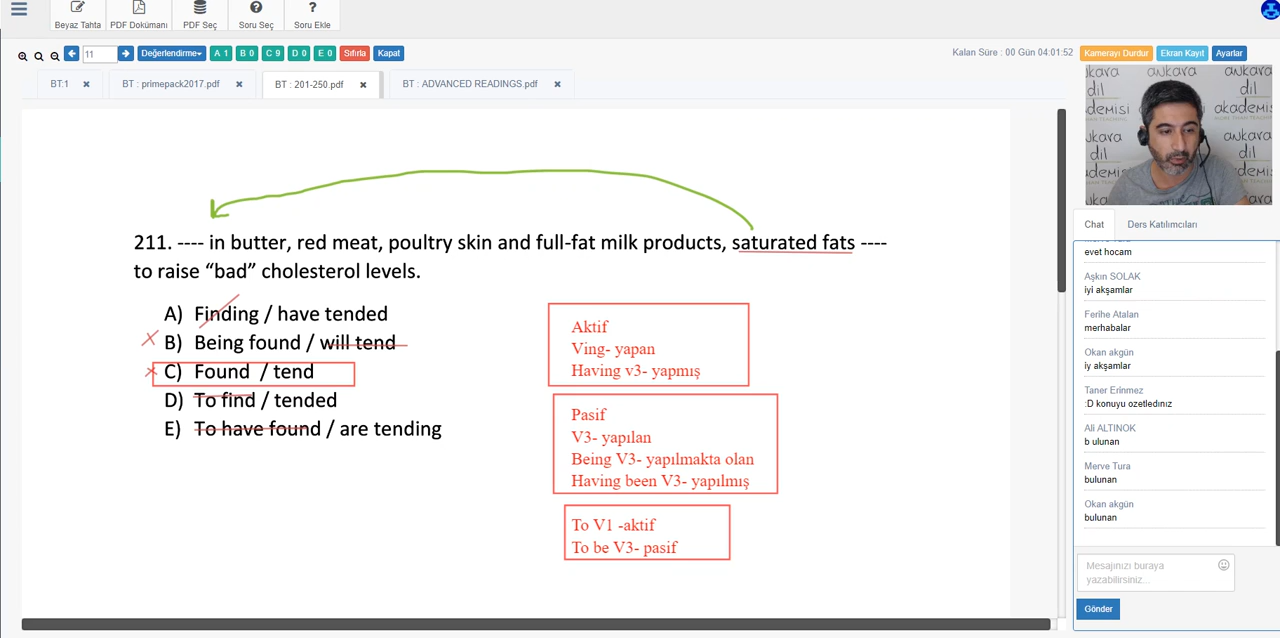 Beyaz Tahta
PDF Dokümanı
PDF Seç
Soru Seç
Soru Ekle
11
Değerlendirme
A 1
B 0
C 9
D 0
E 0
Sıfırla
Kapat
Kalan Süre : 00 Gün 04:01:52
Kamerayı Durdur
Ekran Kayıt
Ayarlar
BT:1
BT : primepack2017.pdf
BT : 201-250.pdf
BT : ADVANCED READINGS.pdf
211. ---- in butter, red meat, poultry skin and full-fat milk products, saturated fats ----
to raise “bad” cholesterol levels.
A) Finding / have tended
B) Being found / will tend
C) Found / tend
D) To find / tended
E) To have found / are tending
Aktif
Ving- yapan
Having v3- yapmış
Pasif
V3- yapılan
Being V3- yapılmakta olan
Having been V3- yapılmış
To V1 -aktif
To be V3- pasif
ankara
dil
akademisi
Chat
Ders Katılımcıları
evet hocam
Aşkın SOLAK
iyi akşamlar
Ferihe Atalan
merhabalar
Okan akgün
iy akşamlar
Taner Erinmez
:D konuyu ozetledınız
Ali ALTINOK
b ulunan
Merve Tura
bulunan
Okan akgün
bulunan
Mesajınızı buraya
yazabilirsiniz...
Gönder